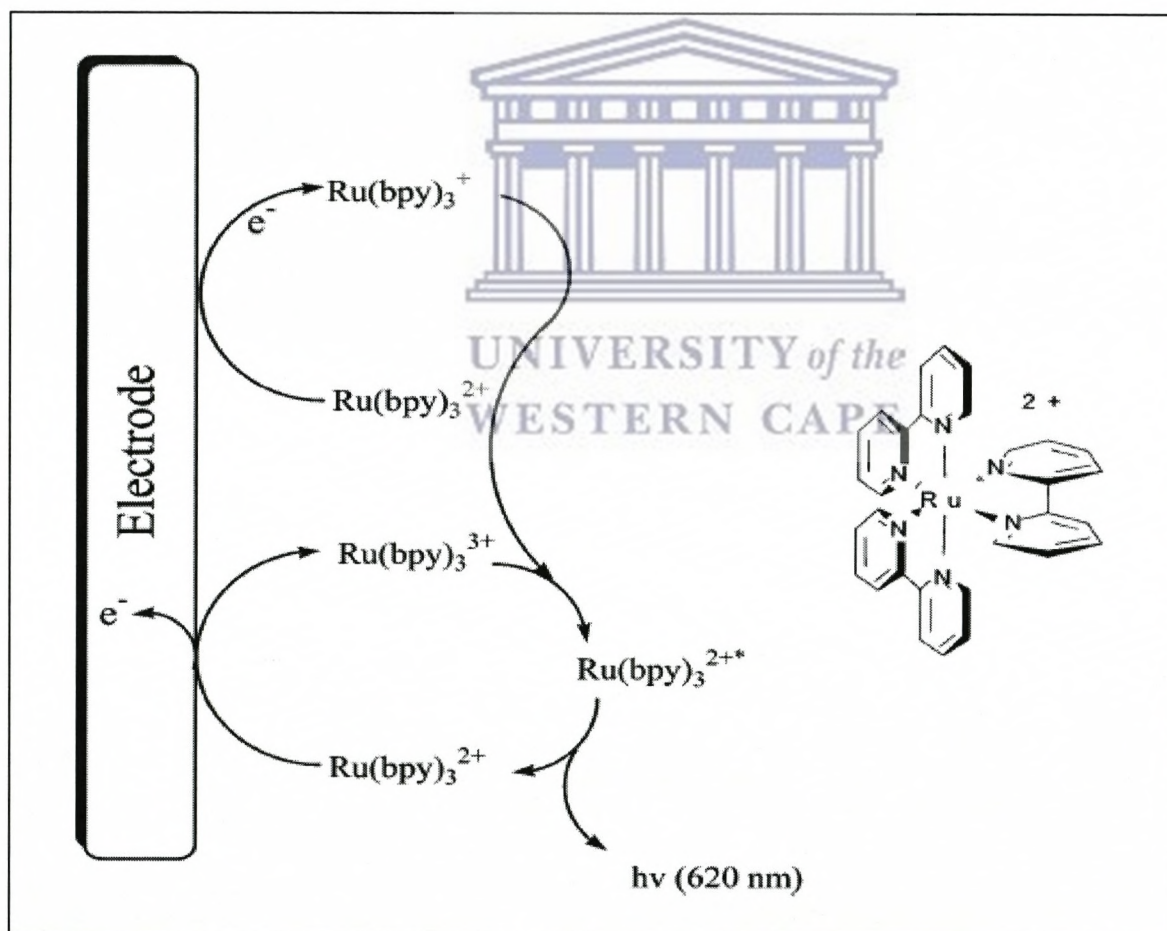 UNIVERSITY of the
WESTERN CAPE
Electrode
Ru(bpy)₃⁺
e⁻
Ru(bpy)₃²⁺
Ru(bpy)₃³⁺
e⁻
Ru(bpy)₃²⁺*
Ru(bpy)₃²⁺
hv (620 nm)
2 +
N
N
N
Ru
N
N
N